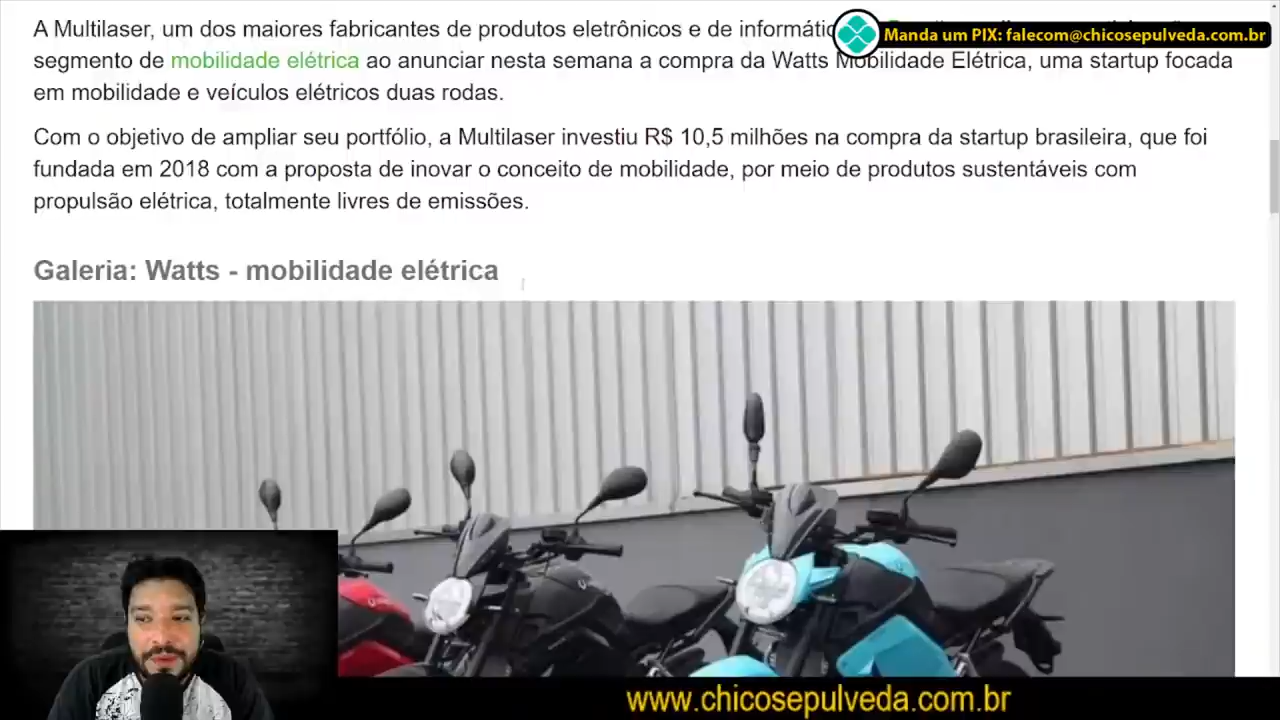 A Multilaser, um dos maiores fabricantes de produtos eletrônicos e de
Manda um PIX: falecom@chicosepulveda.com.br
segmento de mobilidade elétrica ao anunciar nesta semana a compra da Watts Mobilidade Elétrica, uma startup focada
em mobilidade e veículos elétricos duas rodas.
Com o objetivo de ampliar seu portfólio, a Multilaser investiu R$ 10,5 milhões na compra da startup brasileira, que foi
fundada em 2018 com a proposta de inovar o conceito de mobilidade, por meio de produtos sustentáveis com
propulsão elétrica, totalmente livres de emissões.
Galeria: Watts - mobilidade elétrica
www.chicosepulveda.com.br